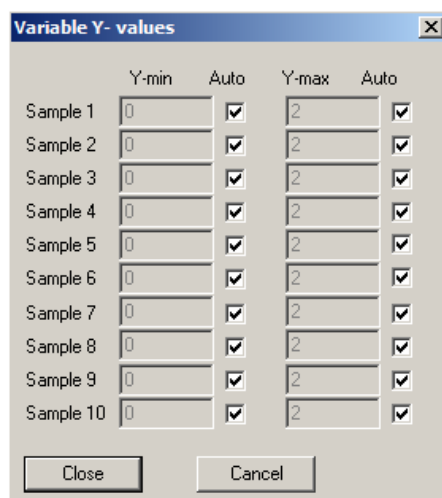 Variable Y- values
Y-min Auto Y-max Auto
Sample 1 0 2
Sample 2 0 2
Sample 3 0 2
Sample 4 0 2
Sample 5 0 2
Sample 6 0 2
Sample 7 0 2
Sample 8 0 2
Sample 9 0 2
Sample 10 0 2
Close Cancel